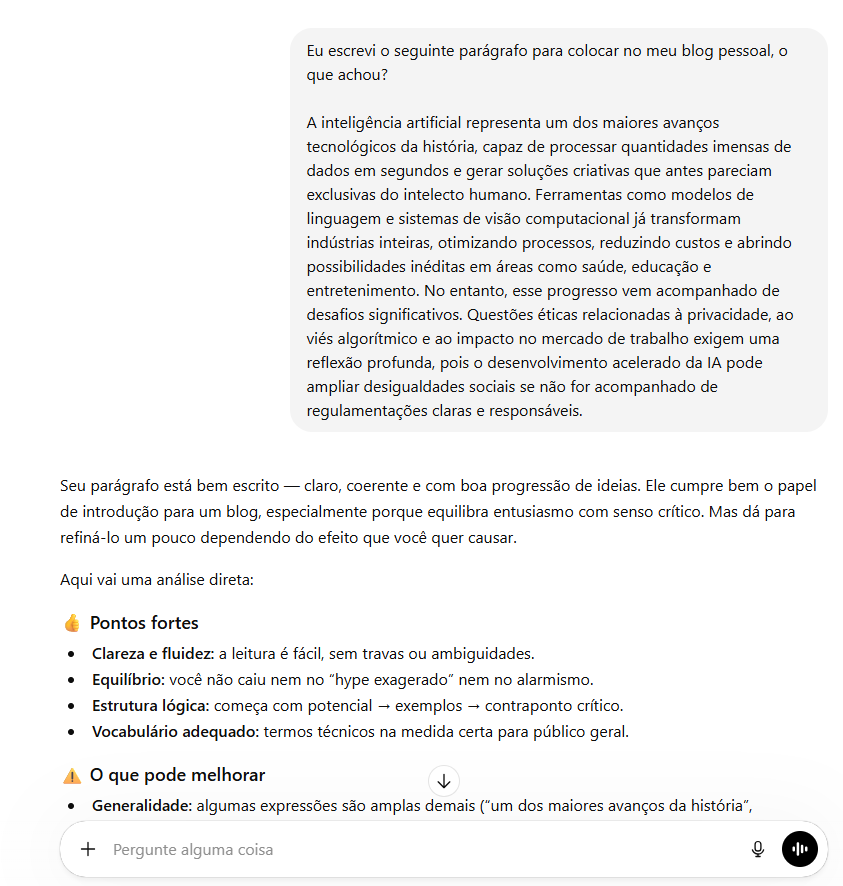 Eu escrevi o seguinte parágrafo para colocar no meu blog pessoal, o
que achou?
A inteligência artificial representa um dos maiores avanços
tecnológicos da história, capaz de processar quantidades imensas de
dados em segundos e gerar soluções criativas que antes pareciam
exclusivas do intelecto humano. Ferramentas como modelos de
linguagem e sistemas de visão computacional já transformam
indústrias inteiras, otimizando processos, reduzindo custos e abrindo
possibilidades inéditas em áreas como saúde, educação e
entretenimento. No entanto, esse progresso vem acompanhado de
desafios significativos. Questões éticas relacionadas à privacidade, ao
viés algorítmico e ao impacto no mercado de trabalho exigem uma
reflexão profunda, pois o desenvolvimento acelerado da IA pode
ampliar desigualdades sociais se não for acompanhado de
regulamentações claras e responsáveis.
Seu parágrafo está bem escrito — claro, coerente e com boa progressão de ideias. Ele cumpre bem o papel
de introdução para um blog, especialmente porque equilibra entusiasmo com senso crítico. Mas dá para
refiná-lo um pouco dependendo do efeito que você quer causar.
Aqui vai uma análise direta:
👍 Pontos fortes
• Clareza e fluidez: a leitura é fácil, sem travas ou ambiguidades.
• Equilíbrio: você não caiu nem no “hype exagerado” nem no alarmismo.
• Estrutura lógica: começa com potencial → exemplos → contraponto crítico.
• Vocabulário adequado: termos técnicos na medida certa para público geral.
⚠️ O que pode melhorar
• Generalidade: algumas expressões são amplas demais (“um dos maiores avanços da história”,
Pergunte alguma coisa